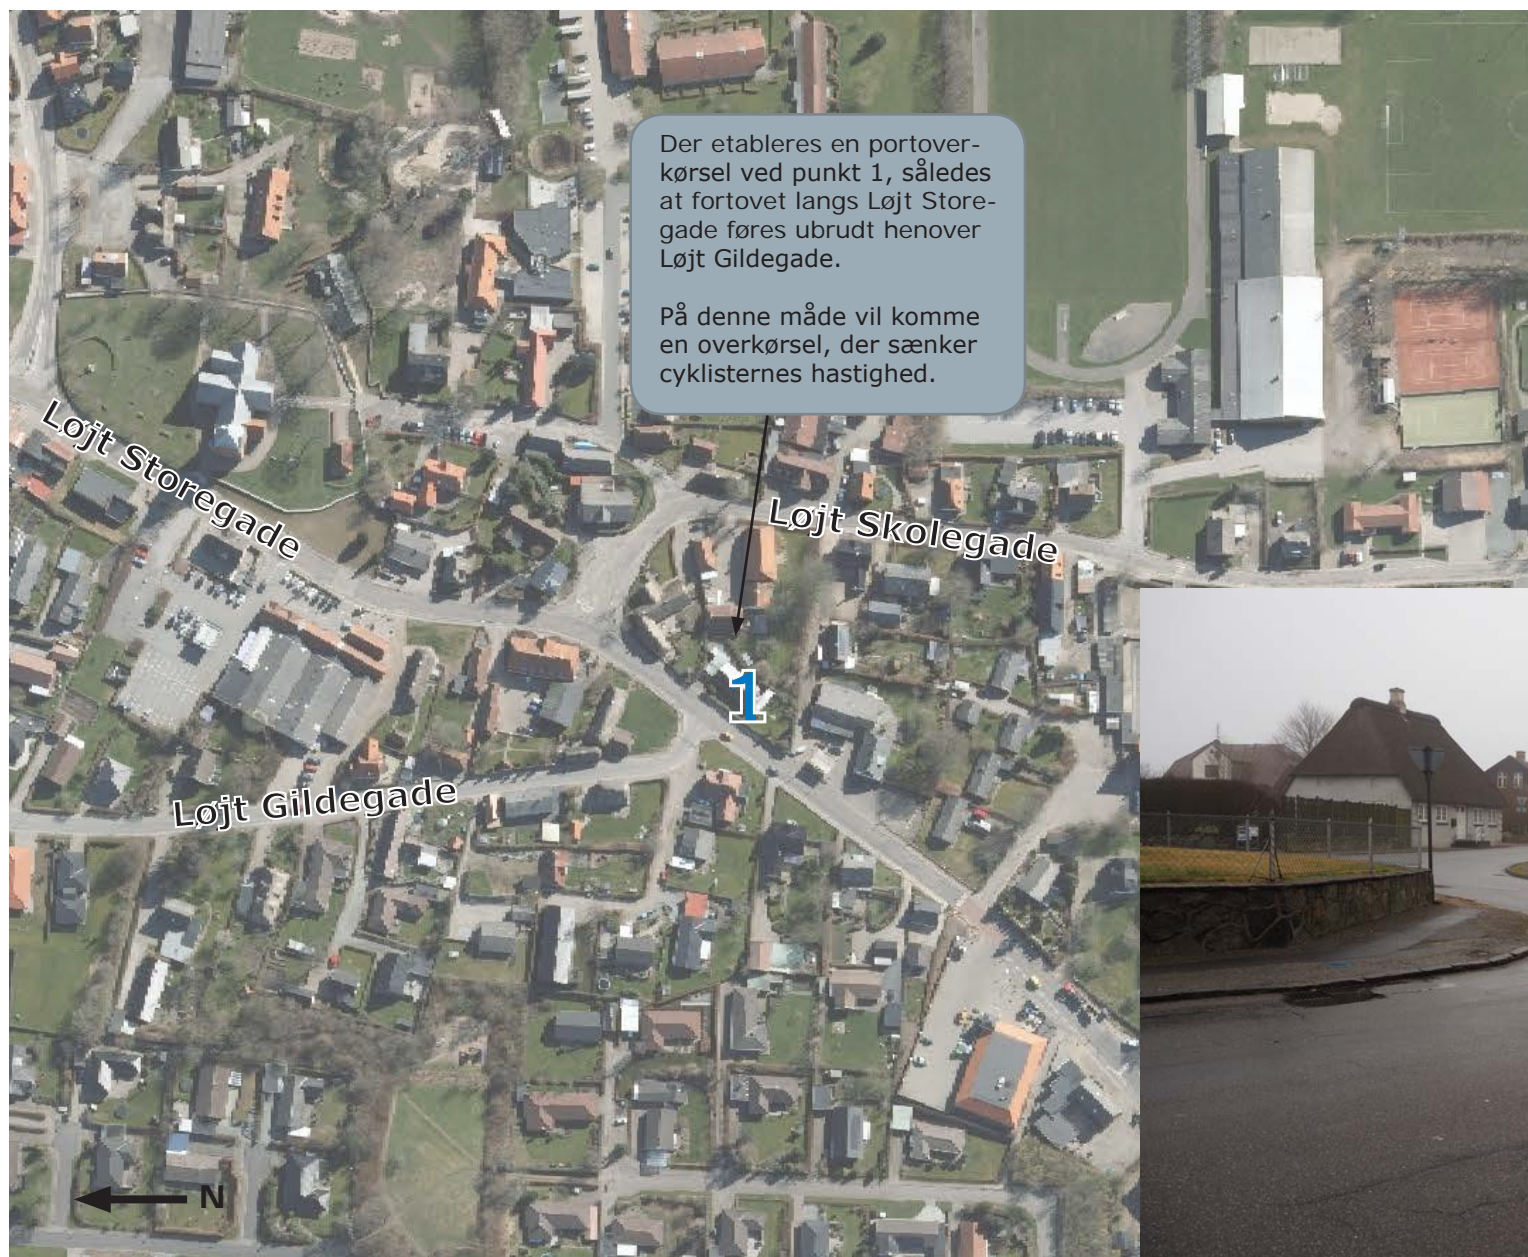 Der etableres en portover-
kørsel ved punkt 1, således
at fortovet langs Løjt Store-
gade føres ubrudt henover
Løjt Gildegade.
På denne måde vil komme
en overkørsel, der sænker
cyklisternes hastighed.
Løjt Storegade
Løjt Skolegade
1
Løjt Gildegade
N